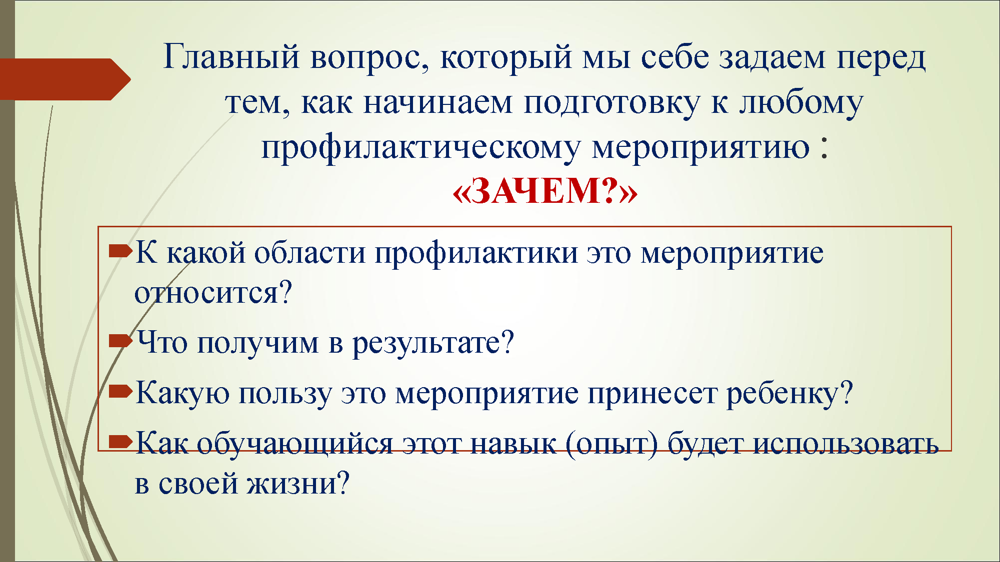 Главный вопрос, который мы себе задаем перед
тем, как начинаем подготовку к любому
профилактическому мероприятию :
«ЗАЧЕМ?»
К какой области профилактики это мероприятие
относится?
Что получим в результате?
Какую пользу это мероприятие принесет ребенку?
Как обучающийся этот навык (опыт) будет использовать
в своей жизни?